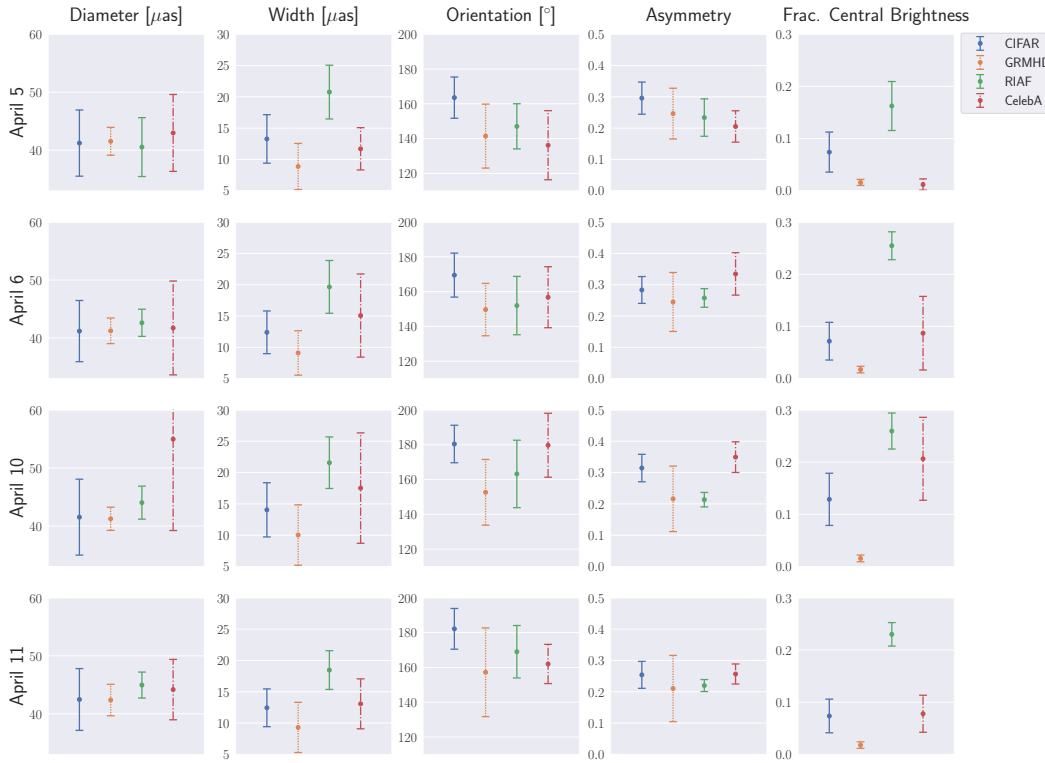 Diameter [μas] Width [μas] Orientation [°] Asymmetry Frac. Central Brightness
CIFAR
GRMHD
RIAF
CelebA
April 5
60 30 200 0.5 0.3
50 25 180 0.4
40 20 160 0.3 0.2
15 140 0.2 0.1
10 120 0.1
5 0.0 0.0
April 6
60 30 200 0.5 0.3
50 25 180 0.4
40 20 160 0.3 0.2
15 140 0.2 0.1
10 120 0.1
5 0.0 0.0
April 10
60 30 200 0.5 0.3
50 25 180 0.4
40 20 160 0.3 0.2
15 140 0.2 0.1
10 120 0.1
5 0.0 0.0
April 11
60 30 200 0.5 0.3
50 25 180 0.4
40 20 160 0.3 0.2
15 140 0.2 0.1
10 120 0.1
5 0.0 0.0